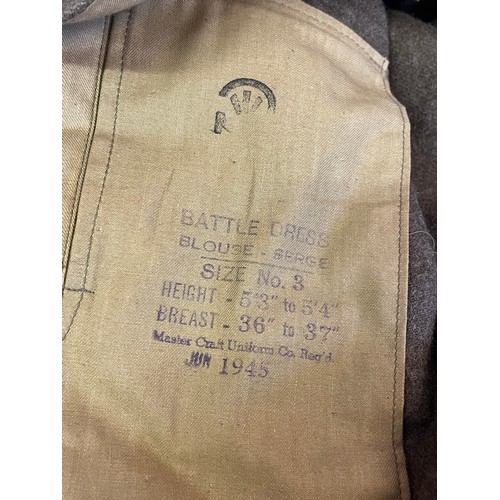 R
BATTLE DRESS
BLOUSE - SERGE
SIZE No. 3
HEIGHT - 5'3" to 5'4"
BREAST - 36" to 37"
Master Craft Uniform Co. Reg'd.
JUN 1945